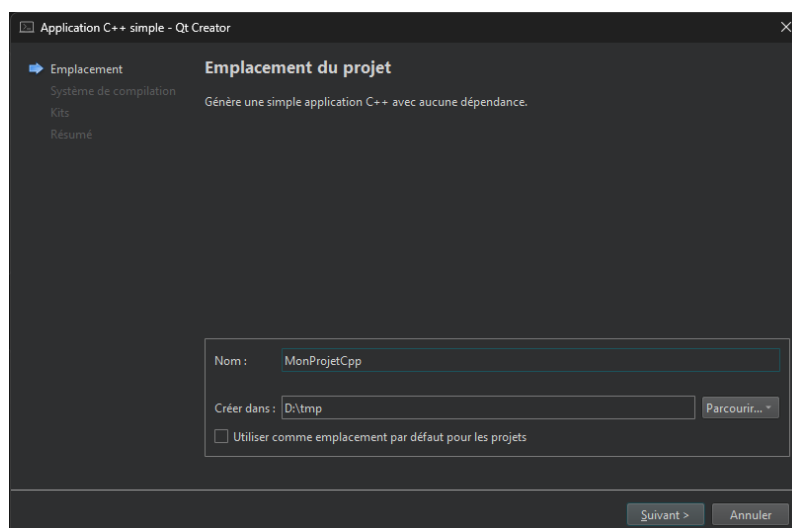 Application C++ simple - Qt Creator
Emplacement
Système de compilation
Kits
Résumé
Emplacement du projet
Génère une simple application C++ avec aucune dépendance.
Nom : MonProjetCpp
Créer dans : D:\tmp Parcourir...
Utiliser comme emplacement par défaut pour les projets
Suivant > Annuler